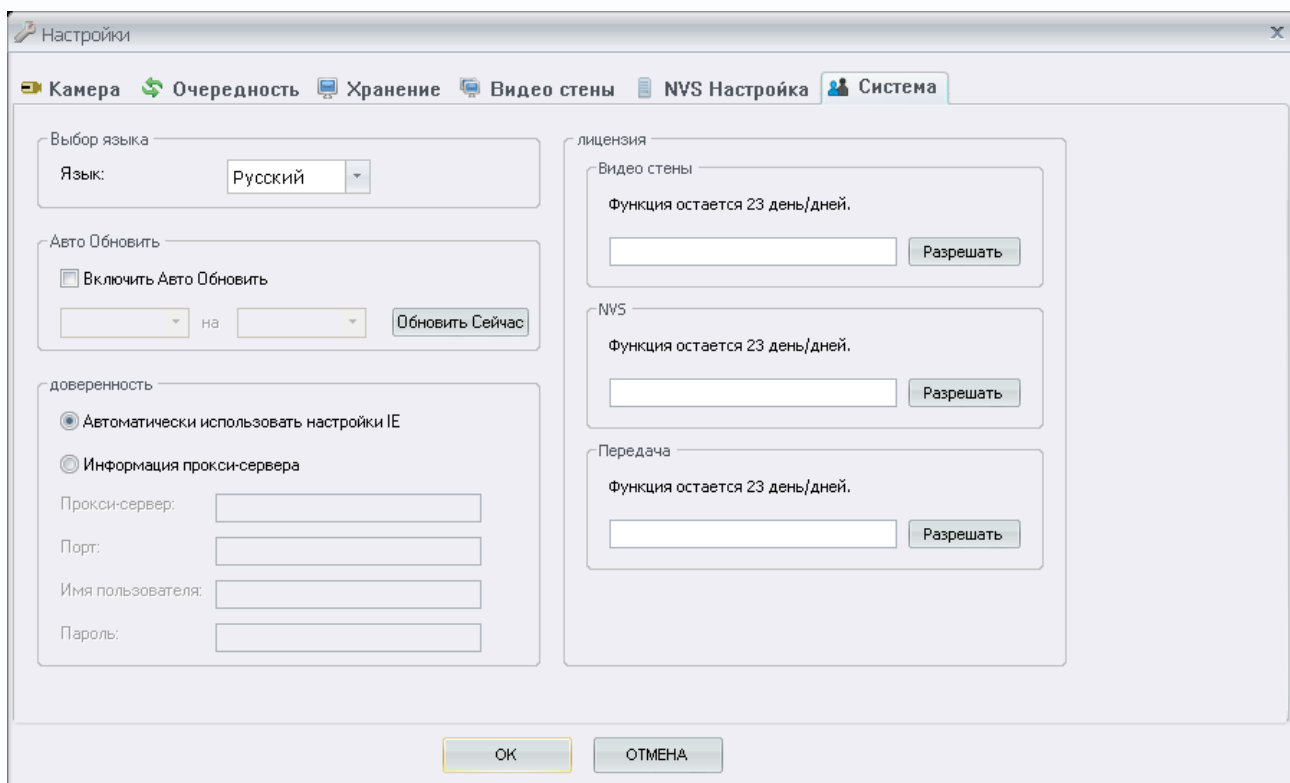 Настройки
Камера Очередность Хранение Видео стены NVS Настройка Система
Выбор языка
Язык: Русский
Авто Обновить
Включить Авто Обновить
на Обновить Сейчас
доверенность
Автоматически использовать настройки IE
Информация прокси-сервера
Прокси-сервер:
Порт:
Имя пользователя:
Пароль:
лицензия
Видео стены
Функция остается 23 день/дней.
Разрешать
NVS
Функция остается 23 день/дней.
Разрешать
Передача
Функция остается 23 день/дней.
Разрешать
OK ОТМЕНА